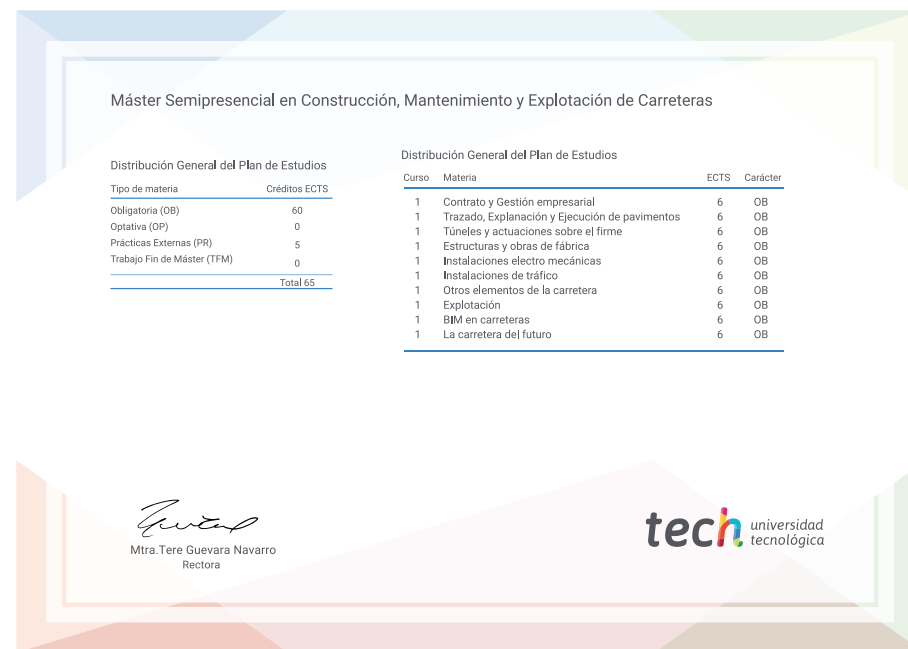 Máster Semipresencial en Construcción, Mantenimiento y Explotación de Carreteras
Distribución General del Plan de Estudios
Tipo de materia Créditos ECTS
Obligatoria (OB) 60
Optativa (OP) 0
Prácticas Externas (PR) 5
Trabajo Fin de Máster (TFM) 0
Total 65
Distribución General del Plan de Estudios
Curso Materia ECTS Carácter
1 Contrato y Gestión empresarial 6 OB
1 Trazado, Explanación y Ejecución de pavimentos 6 OB
1 Túneles y actuaciones sobre el firme 6 OB
1 Estructuras y obras de fábrica 6 OB
1 Instalaciones electro mecánicas 6 OB
1 Instalaciones de tráfico 6 OB
1 Otros elementos de la carretera 6 OB
1 Explotación 6 OB
1 BIM en carreteras 6 OB
1 La carretera del futuro 6 OB
Mtra.Tere Guevara Navarro
Rectora
tech universidad
tecnológica